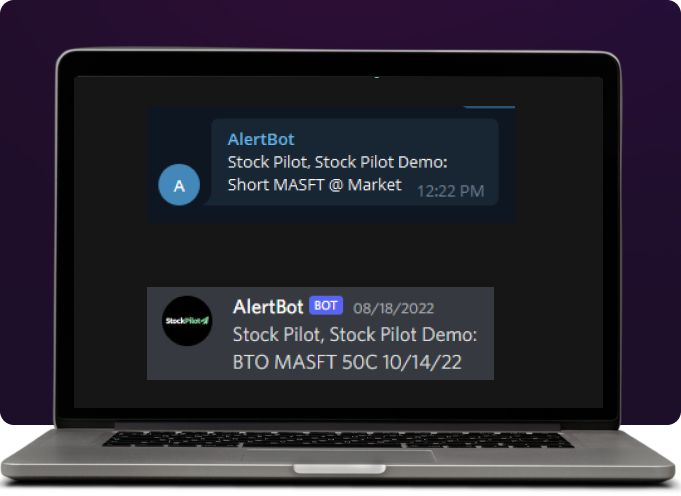 AlertBot
Stock Pilot, Stock Pilot Demo:
A
Short MASFT @ Market 12:22 PM
AlertBot BOT 08/18/2022
StockPilot
Stock Pilot, Stock Pilot Demo:
BTO MASFT 50C 10/14/22